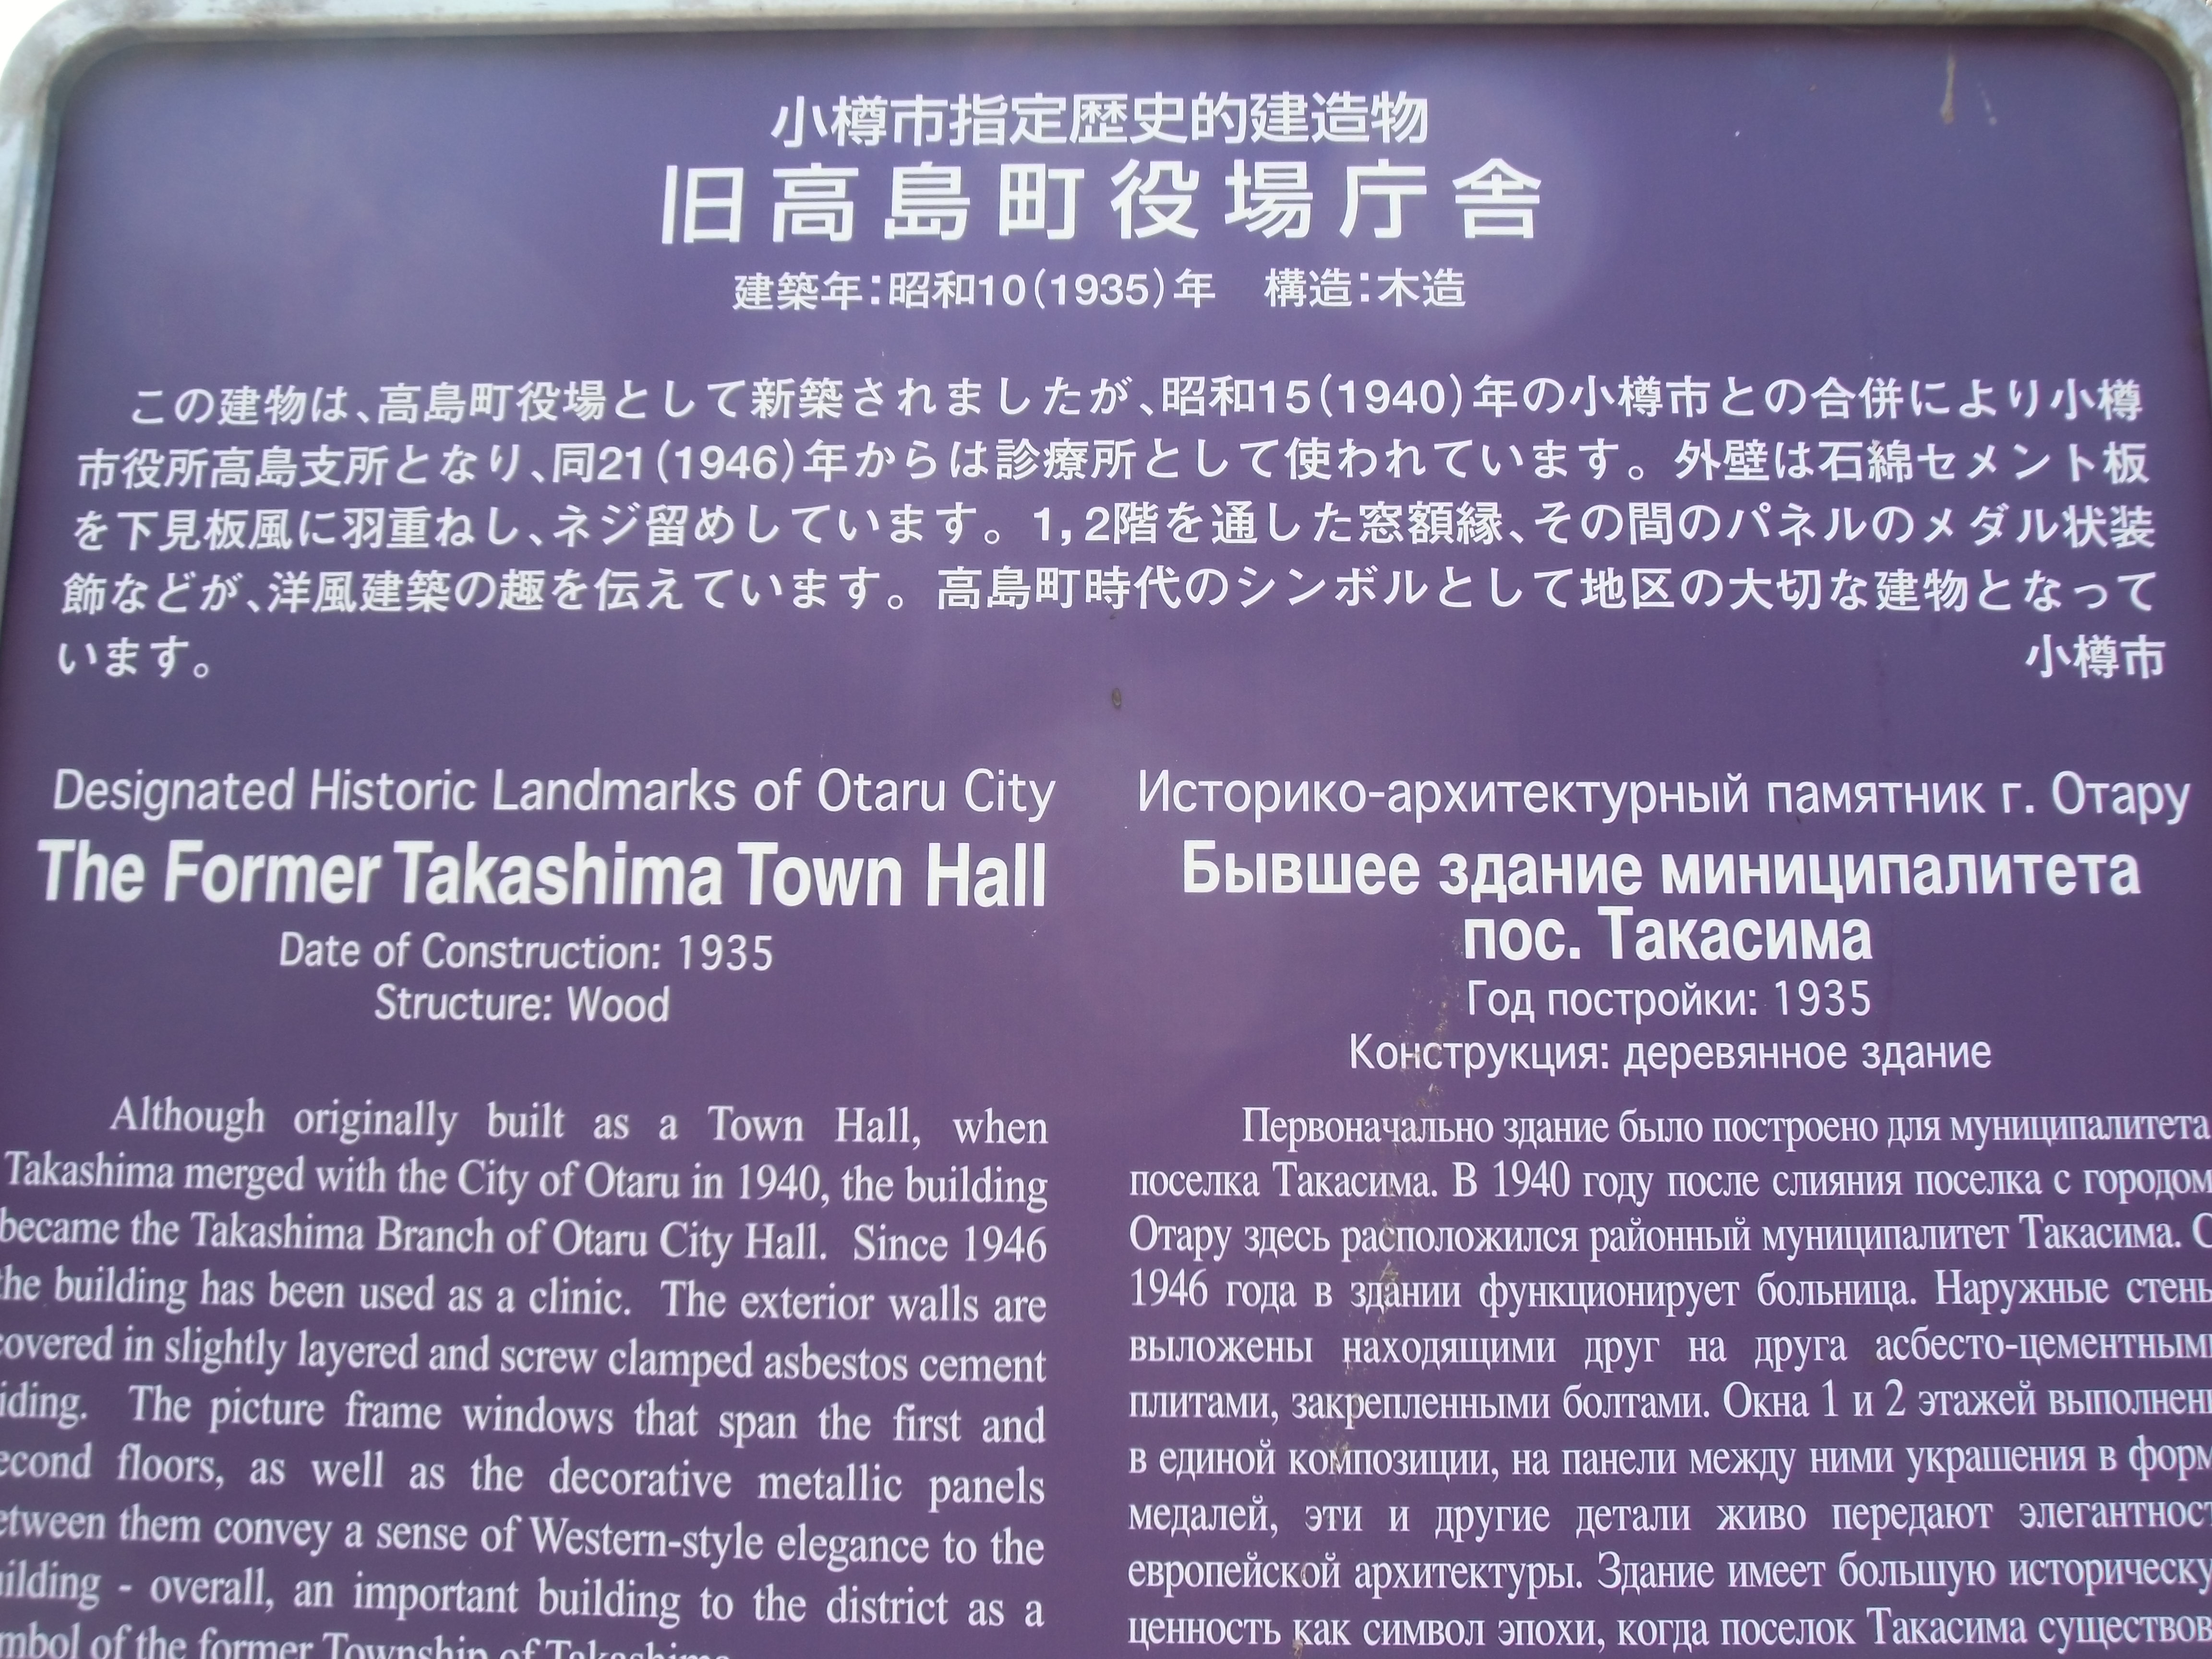 小樽市指定歴史的建造物
旧高島町役場庁舎
建築年：昭和10（1935）年　構造：木造
この建物は、高島町役場として新築されましたが、昭和15（1940）年の小樽市との合併により小樽
市役所高島支所となり、同21（1946）年からは診療所として使われています。外壁は石綿セメント板
を下見板風に羽重ねし、ネジ留めしています。1，2階を通した窓額縁、その間のパネルのメダル状装
飾などが、洋風建築の趣を伝えています。高島町時代のシンボルとして地区の大切な建物となって
います。
小樽市
Designated Historic Landmarks of Otaru City
The Former Takashima Town Hall
Date of Construction: 1935
Structure: Wood
Although originally built as a Town Hall, when
Takashima merged with the City of Otaru in 1940, the building
became the Takashima Branch of Otaru City Hall. Since 1946
the building has been used as a clinic. The exterior walls are
covered in slightly layered and screw clamped asbestos cement
iding. The picture frame windows that span the first and
econd floors, as well as the decorative metallic panels
etween them convey a sense of Western-style elegance to the
uilding - overall, an important building to the district as a
mbol of the former Township of Takashima
Историко-архитектурный памятник г. Отару
Бывшее здание миниципалитета
пос. Такасима
Год постройки: 1935
Конструкция: деревянное здание
Первоначально здание было построено для муниципалитета
поселка Такасима. В 1940 году после слияния поселка с городом
Отару здесь расположился районный муниципалитет Такасима. С
1946 года в здании функционирует больница. Наружные стены
выложены находящими друг на друга асбесто-цементным
плитами, закрепленными болтами. Окна 1 и 2 этажей выполнен
в единой композиции, на панели между ними украшения в форм
медалей, эти и другие детали живо передают элегантност
европейской архитектуры. Здание имеет большую историческу
ценность как символ эпохи, когда поселок Такасима существов